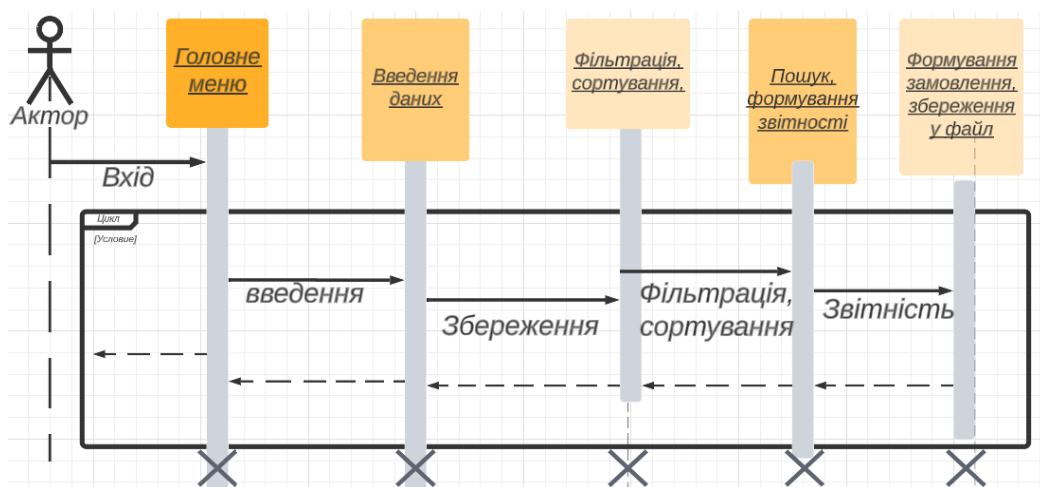 Актор
Головне
меню
Введення
даних
Фільтрація,
сортування,
Пошук,
формування
звітності
Формування
замовлення,
збереження
у файл
Вхід
Цикл
[Условие]
введення
Збереження
Фільтрація,
сортування
Звітність